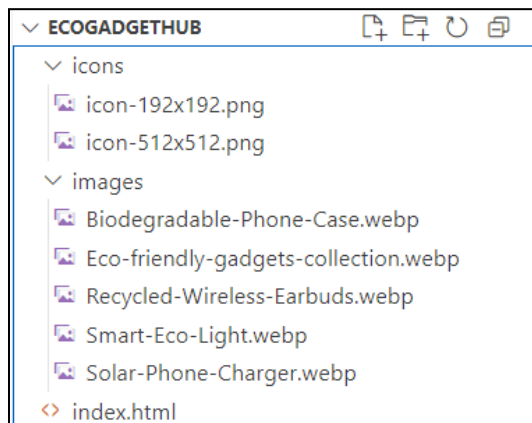 ECOGADGETHUB
icons
icon-192x192.png
icon-512x512.png
images
Biodegradable-Phone-Case.webp
Eco-friendly-gadgets-collection.webp
Recycled-Wireless-Earbuds.webp
Smart-Eco-Light.webp
Solar-Phone-Charger.webp
index.html